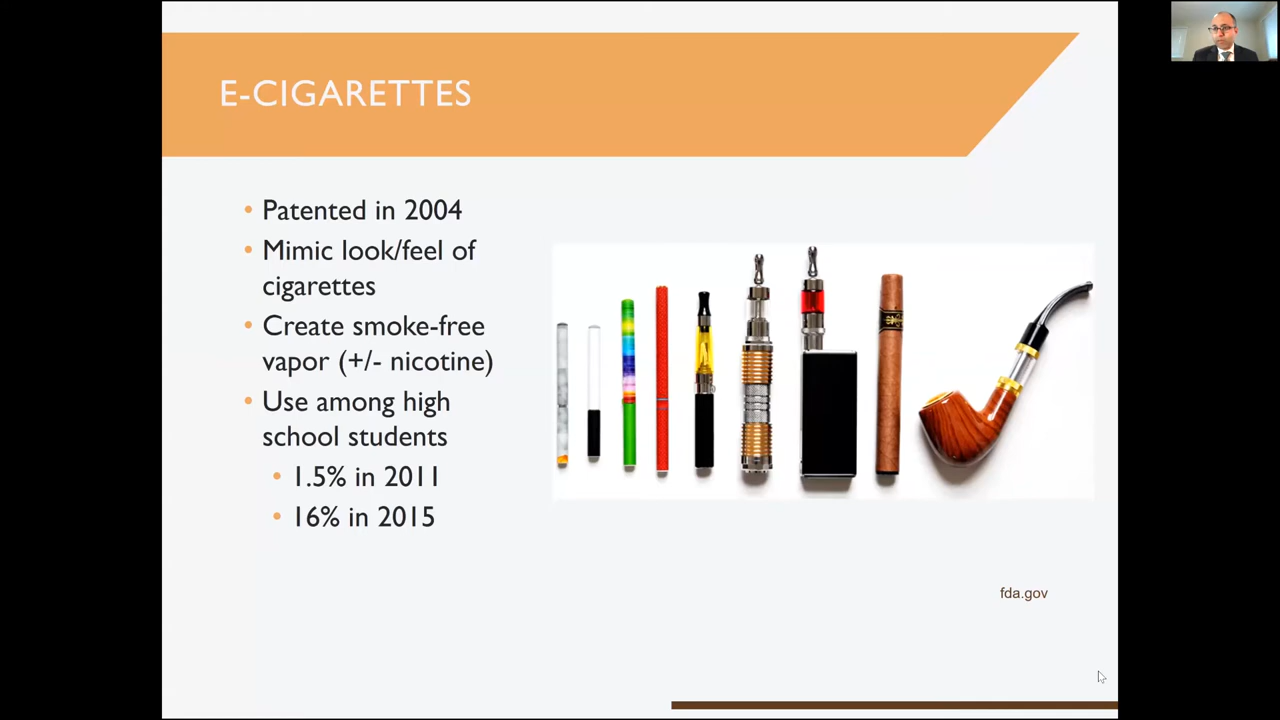 E-CIGARETTES
• Patented in 2004
• Mimic look/feel of
cigarettes
• Create smoke-free
vapor (+/- nicotine)
• Use among high
school students
• 1.5% in 2011
• 16% in 2015
fda.gov